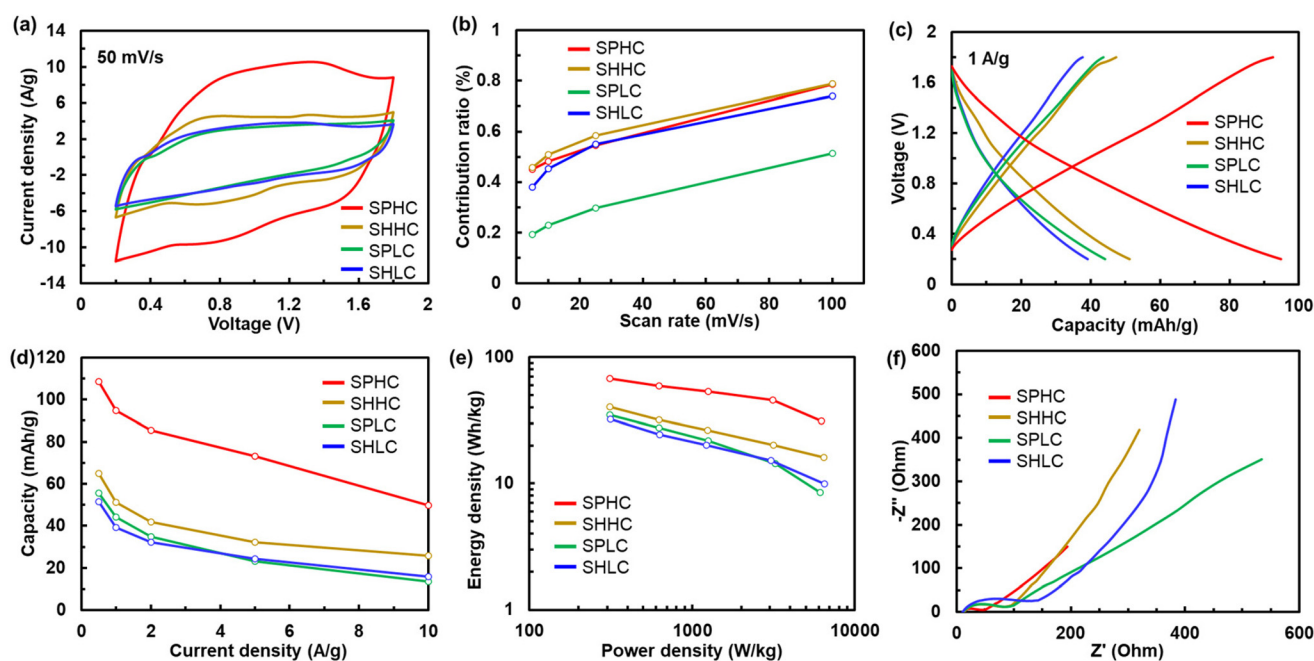 (a)
50 mV/s
Current density (A/g)
14
10
6
2
-2
-6
-10
-14
0
0.4
0.8
1.2
1.6
2
Voltage (V)
SPHC
SHHC
SPLC
SHLC
(b)
Contribution ratio (%)
1
0.8
0.6
0.4
0.2
0
0
20
40
60
80
100
Scan rate (mV/s)
SPHC
SHHC
SPLC
SHLC
(c)
1 A/g
Voltage (V)
2
1.6
1.2
0.8
0.4
0
0
20
40
60
80
100
Capacity (mAh/g)
SPHC
SHHC
SPLC
SHLC
(d)
Capacity (mAh/g)
120
100
80
60
40
20
0
0
2
4
6
8
10
Current density (A/g)
SPHC
SHHC
SPLC
SHLC
(e)
Energy density (Wh/kg)
100
10
1
100
1000
10000
Power density (W/kg)
SPHC
SHHC
SPLC
SHLC
(f)
-Z'' (Ohm)
600
500
400
300
200
100
0
0
200
400
600
Z' (Ohm)
SPHC
SHHC
SPLC
SHLC